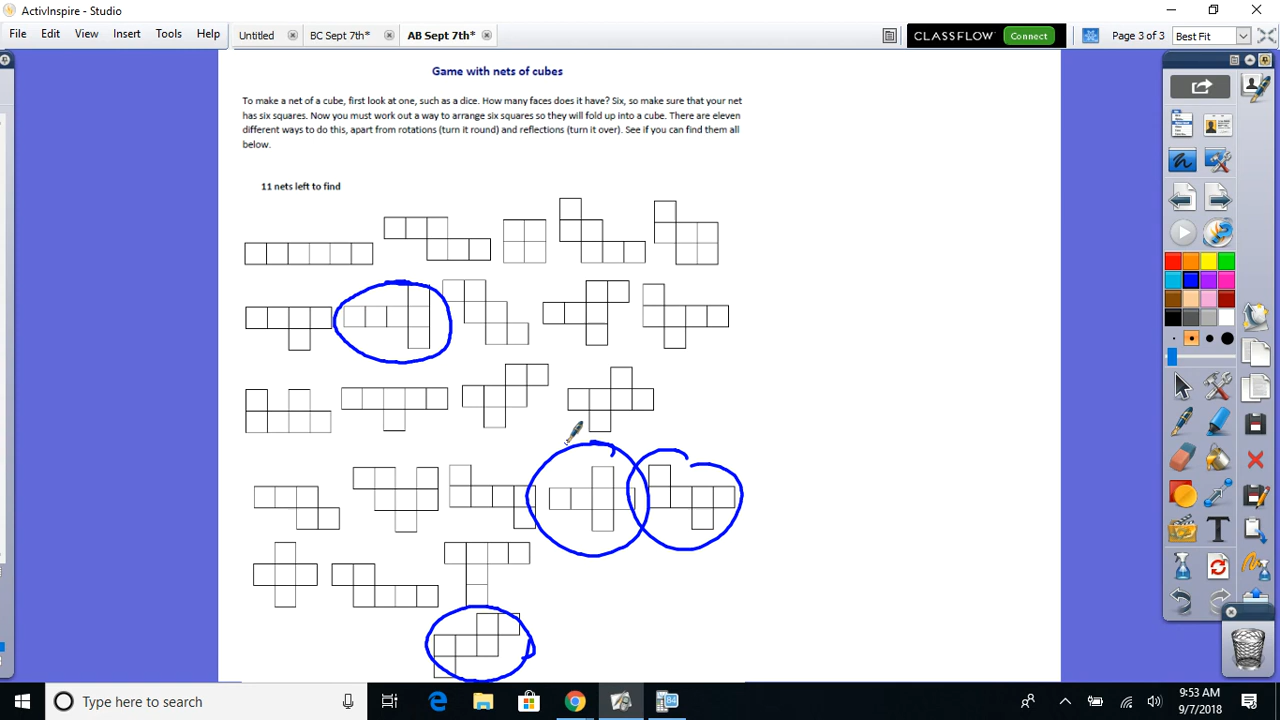 ActivInspire - Studio
File Edit View Insert Tools Help Untitled BC Sept 7th* AB Sept 7th* CLASSFLOW Connect Page 3 of 3 Best Fit
Game with nets of cubes
To make a net of a cube, first look at one, such as a dice. How many faces does it have? Six, so make sure that your net
has six squares. Now you must work out a way to arrange six squares so they will fold up into a cube. There are eleven
different ways to do this, apart from rotations (turn it round) and reflections (turn it over). See if you can find them all
below.
11 nets left to find
Type here to search
9:53 AM
9/7/2018